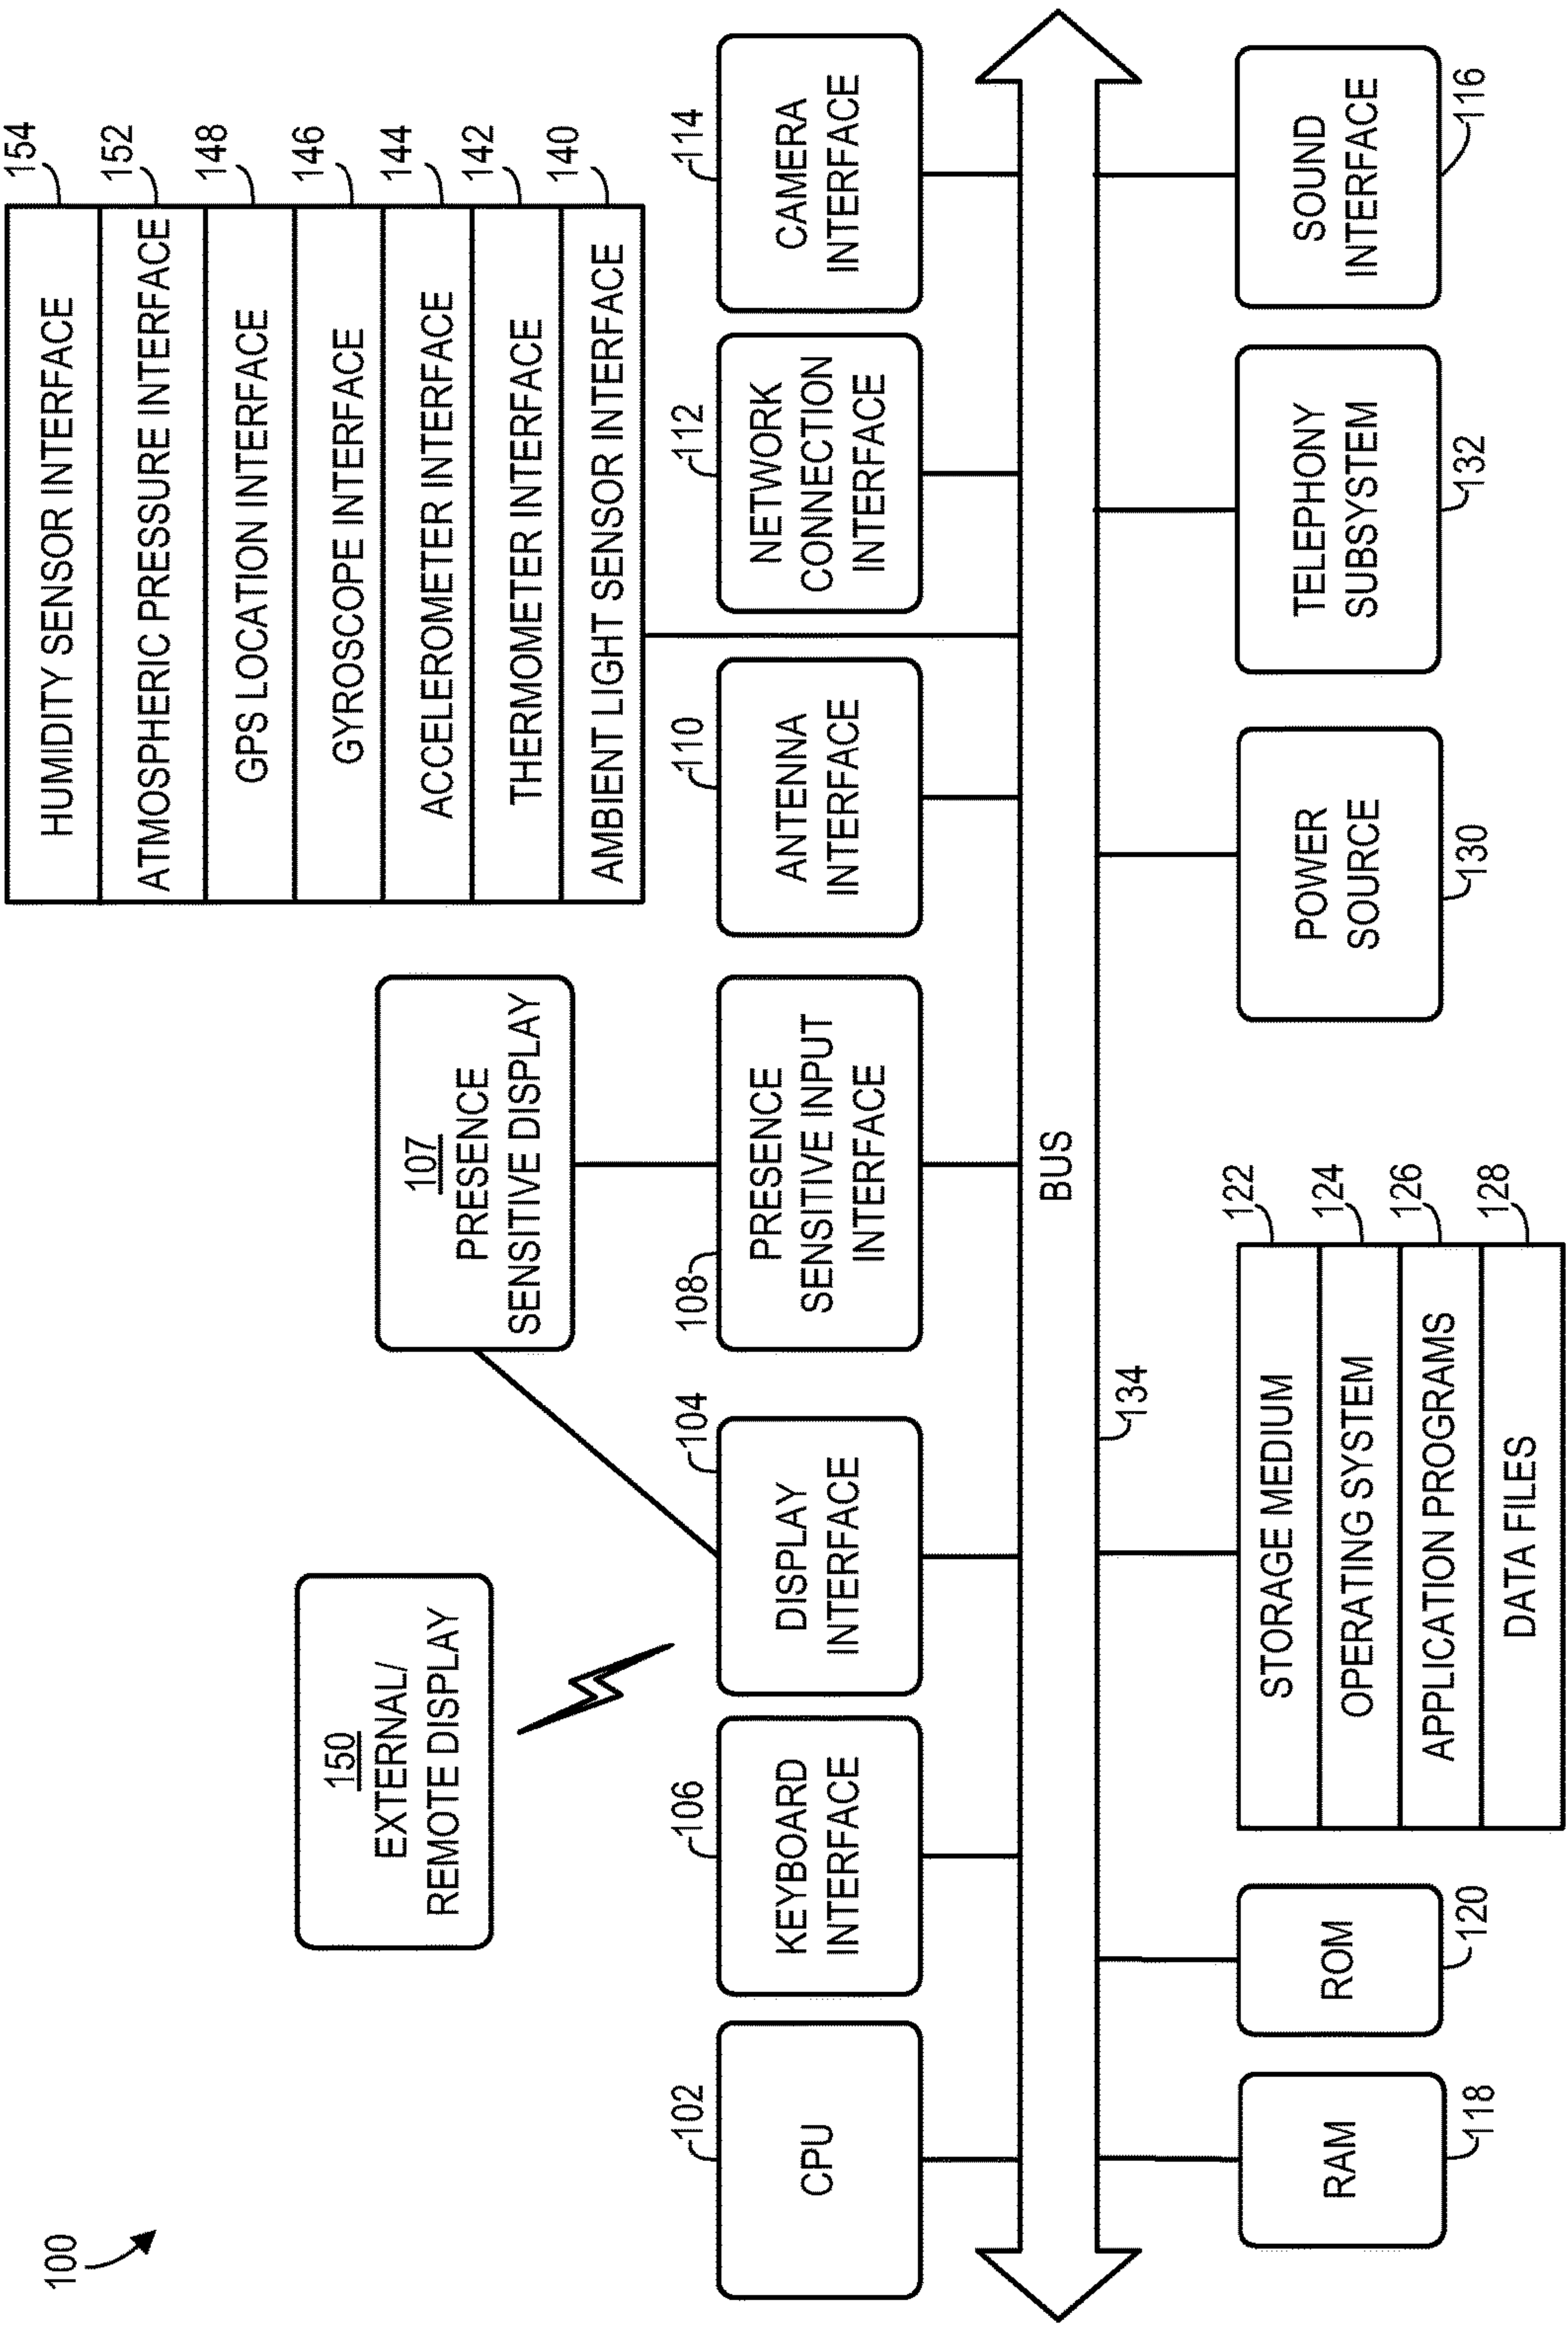 100
154
HUMIDITY SENSOR INTERFACE
152
ATMOSPHERIC PRESSURE INTERFACE
148
GPS LOCATION INTERFACE
146
GYROSCOPE INTERFACE
144
ACCELEROMETER INTERFACE
142
THERMOMETER INTERFACE
140
AMBIENT LIGHT SENSOR INTERFACE
150
EXTERNAL/
REMOTE DISPLAY
107
PRESENCE
SENSITIVE DISPLAY
102
CPU
106
KEYBOARD
INTERFACE
104
DISPLAY
INTERFACE
108
PRESENCE
SENSITIVE INPUT
INTERFACE
110
ANTENNA
INTERFACE
112
NETWORK
CONNECTION
INTERFACE
114
CAMERA
INTERFACE
BUS
134
RAM
118
ROM
120
STORAGE MEDIUM
122
OPERATING SYSTEM
124
APPLICATION PROGRAMS
126
DATA FILES
128
POWER
SOURCE
130
TELEPHONY
SUBSYSTEM
132
SOUND
INTERFACE
116